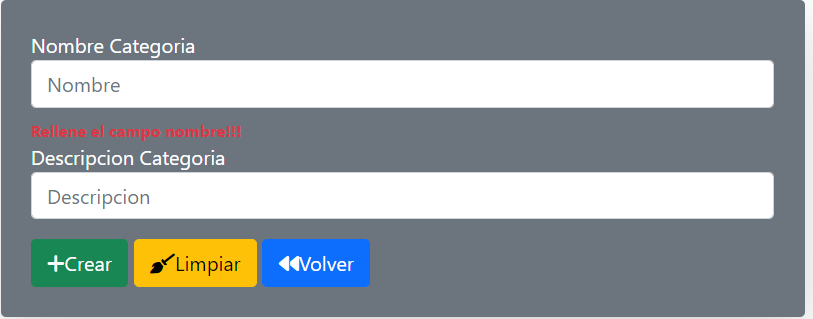 Nombre Categoria
Nombre
Rellene el campo nombre!!!
Descripcion Categoria
Descripcion
Crear Limpiar Volver